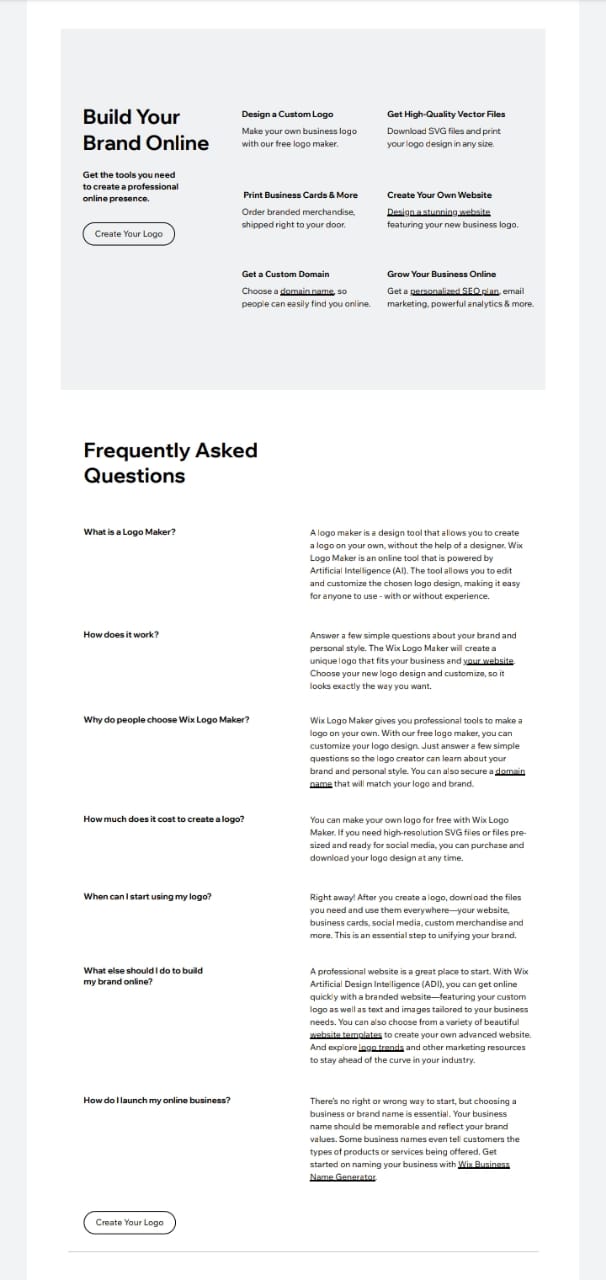 Build Your
Brand Online
Get the tools you need
to create a professional
online presence.
Create Your Logo
Design a Custom Logo
Make your own business logo
with our free logo maker.
Get High-Quality Vector Files
Download SVG files and print
your logo design in any size.
Print Business Cards & More
Order branded merchandise,
shipped right to your door.
Create Your Own Website
Design a stunning website
featuring your new business logo.
Get a Custom Domain
Choose a domain name, so
people can easily find you online.
Grow Your Business Online
Get a personalized SEO plan, email
marketing, powerful analytics & more.
Frequently Asked
Questions
What is a Logo Maker?
A logo maker is a design tool that allows you to create
a logo on your own, without the help of a designer. Wix
Logo Maker is an online tool that is powered by
Artificial Intelligence (AI). The tool allows you to edit
and customize the chosen logo design, making it easy
for anyone to use - with or without experience.
How does it work?
Answer a few simple questions about your brand and
personal style. The Wix Logo Maker will create a
unique logo that fits your business and your website.
Choose your new logo design and customize, so it
looks exactly the way you want.
Why do people choose Wix Logo Maker?
Wix Logo Maker gives you professional tools to make a
logo on your own. With our free logo maker, you can
customize your logo design. Just answer a few simple
questions so the logo creator can learn about your
brand and personal style. You can also secure a domain
name that will match your logo and brand.
How much does it cost to create a logo?
You can make your own logo for free with Wix Logo
Maker. If you need high-resolution SVG files or files pre-
sized and ready for social media, you can purchase and
download your logo design at any time.
When can I start using my logo?
Right away! After you create a logo, download the files
you need and use them everywhere—your website,
business cards, social media, custom merchandise and
more. This is an essential step to unifying your brand.
What else should I do to build
my brand online?
A professional website is a great place to start. With Wix
Artificial Design Intelligence (ADI), you can get online
quickly with a branded website—featuring your custom
logo as well as text and images tailored to your business
needs. You can also choose from a variety of beautiful
website templates to create your own advanced website.
And explore logo trends and other marketing resources
to stay ahead of the curve in your industry.
How do I launch my online business?
There's no right or wrong way to start, but choosing a
business or brand name is essential. Your business
name should be memorable and reflect your brand
values. Some business names even tell customers the
types of products or services being offered. Get
started on naming your business with Wix Business
Name Generator.
Create Your Logo